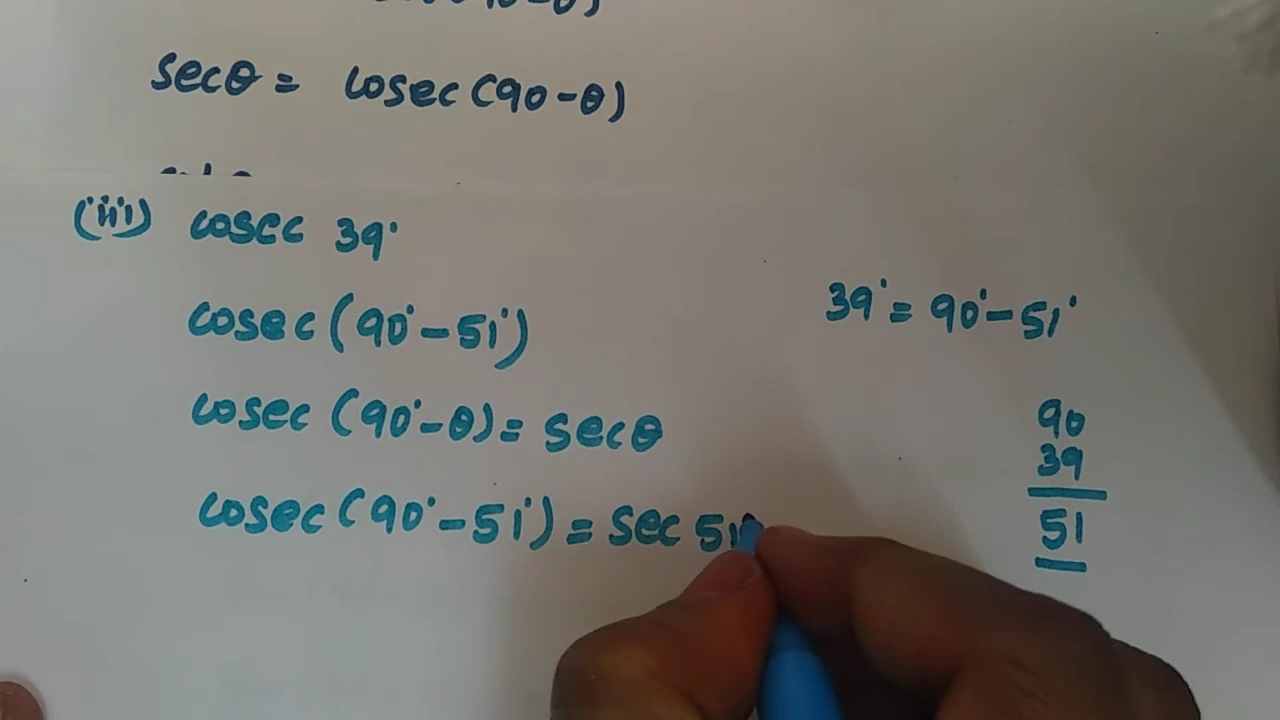 secθ = cosec(90-θ)
(iii) cosec 39°
cosec(90°-51°)
39° = 90°-51°
cosec(90°-θ) = secθ
90
39
51
cosec(90°-51°) = sec 51